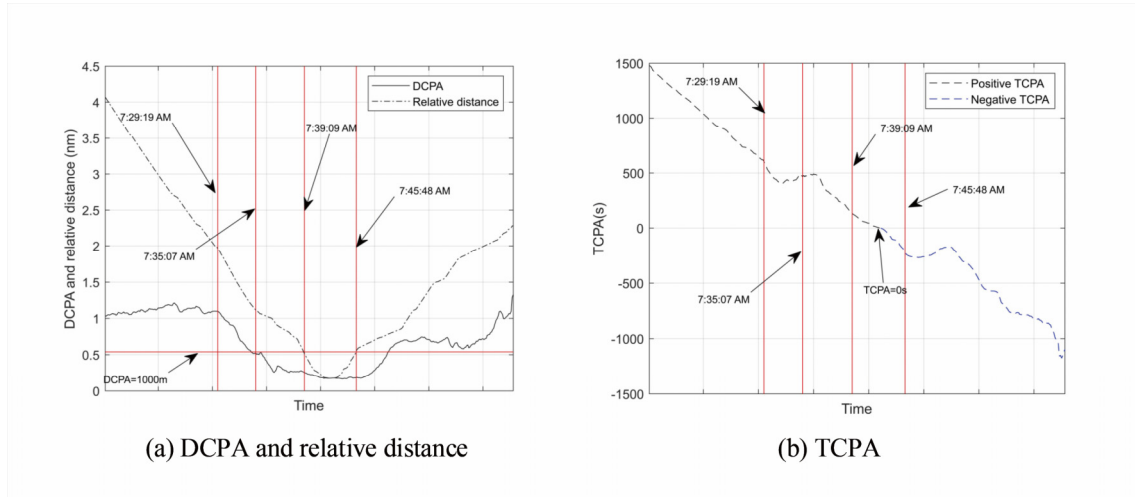 4.5
4
3.5
3
2.5
2
1.5
1
0.5
0
DCPA and relative distance (nm)
DCPA
Relative distance
7:29:19 AM
7:39:09 AM
7:45:48 AM
7:35:07 AM
DCPA=1000m
Time
(a) DCPA and relative distance
1500
1000
500
0
-500
-1000
-1500
TCPA(s)
Positive TCPA
Negative TCPA
7:29:19 AM
7:39:09 AM
7:45:48 AM
TCPA=0s
7:35:07 AM
Time
(b) TCPA